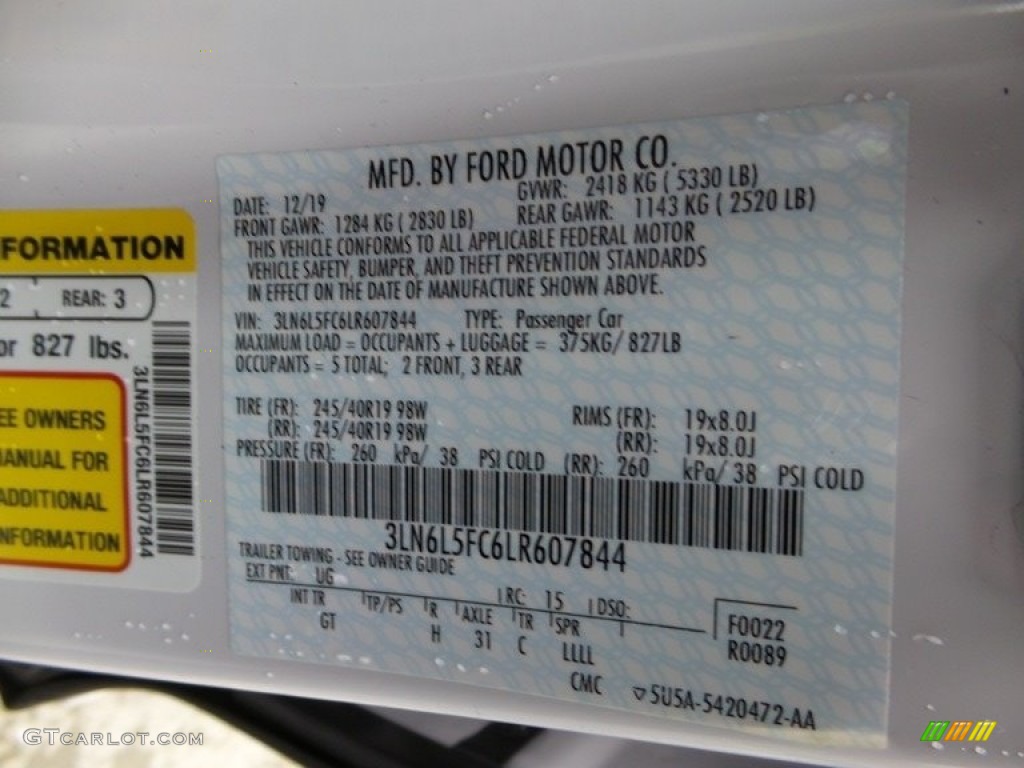 NFORMATION
2 REAR: 3
or 827 lbs.
EE OWNERS
MANUAL FOR
ADDITIONAL
NFORMATION
3LN6L5FC6LR607844
MFD. BY FORD MOTOR CO.
DATE: 12/19 GVWR: 2418 KG ( 5330 LB)
FRONT GAWR: 1284 KG ( 2830 LB) REAR GAWR: 1143 KG ( 2520 LB)
THIS VEHICLE CONFORMS TO ALL APPLICABLE FEDERAL MOTOR
VEHICLE SAFETY, BUMPER, AND THEFT PREVENTION STANDARDS
IN EFFECT ON THE DATE OF MANUFACTURE SHOWN ABOVE.
VIN: 3LN6L5FC6LR607844 TYPE: Passenger Car
MAXIMUM LOAD = OCCUPANTS + LUGGAGE = 375KG/ 827LB
OCCUPANTS = 5 TOTAL; 2 FRONT, 3 REAR
TIRE (FR): 245/40R19 98W RIMS (FR): 19x8.0J
(RR): 245/40R19 98W (RR): 19x8.0J
PRESSURE (FR): 260 kPa/ 38 PSI COLD (RR): 260 kPa/ 38 PSI COLD
3LN6L5FC6LR607844
TRAILER TOWING - SEE OWNER GUIDE
EXT PNT: UG RC: 15 DSO:
INT TR TP/PS R AXLE TR SPR
GT H 31 C LLLL
F0022
R0089
CMC ▽5U5A-5420472-AA
GTCARLOT.COM